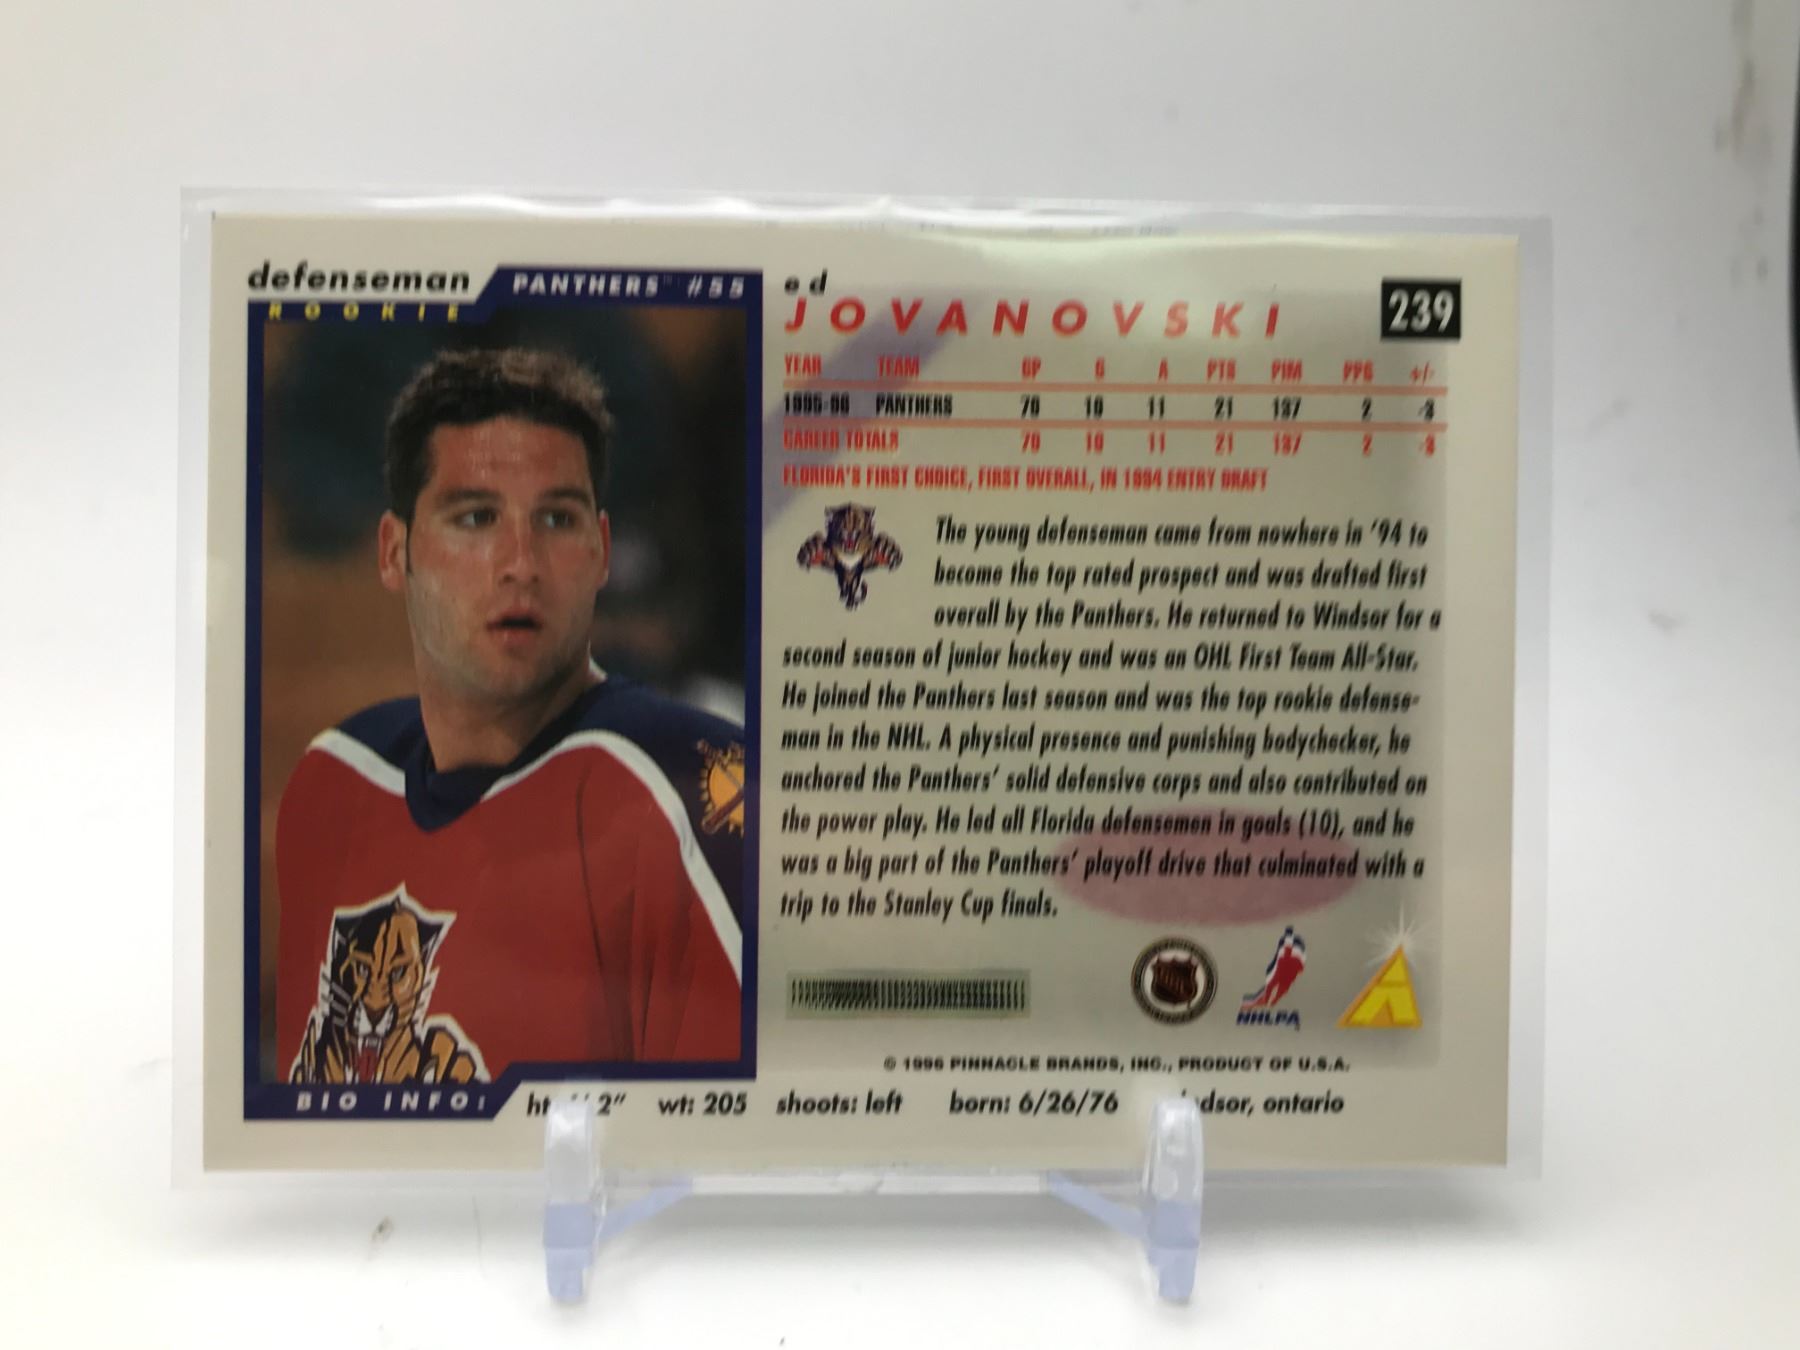 defenseman PANTHERS™ #55
ROOKIE
ed
JOVANOVSKI
239
YEAR TEAM GP G A PTS PIM PPG +/-
1995-96 PANTHERS 70 10 11 21 137 2 -3
CAREER TOTALS 70 10 11 21 137 2 -3
FLORIDA'S FIRST CHOICE, FIRST OVERALL, IN 1994 ENTRY DRAFT
The young defenseman came from nowhere in '94 to
become the top rated prospect and was drafted first
overall by the Panthers. He returned to Windsor for a
second season of junior hockey and was an OHL First Team All-Star.
He joined the Panthers last season and was the top rookie defense-
man in the NHL. A physical presence and punishing bodychecker, he
anchored the Panthers' solid defensive corps and also contributed on
the power play. He led all Florida defensemen in goals (10), and he
was a big part of the Panthers' playoff drive that culminated with a
trip to the Stanley Cup finals.
NHLPA
© 1996 PINNACLE BRANDS, INC., PRODUCT OF U.S.A.
BIO INFO: 2" wt: 205 shoots: left born: 6/26/76 ontario